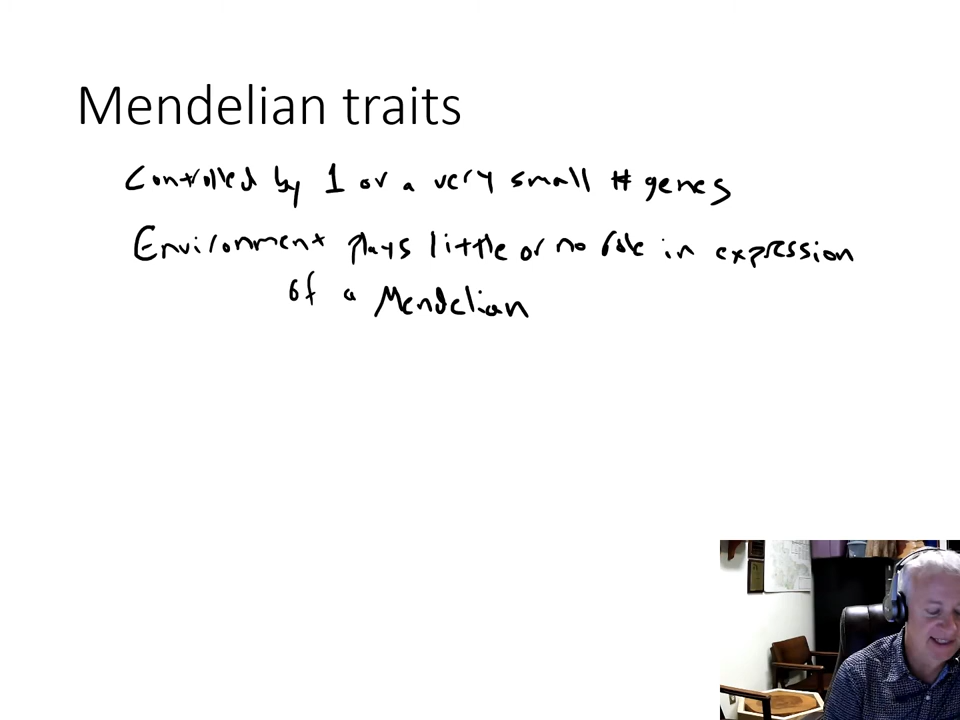 Mendelian traits
Controlled by 1 or a very small # genes
Environment plays little or no role in expression
of a Mendelian